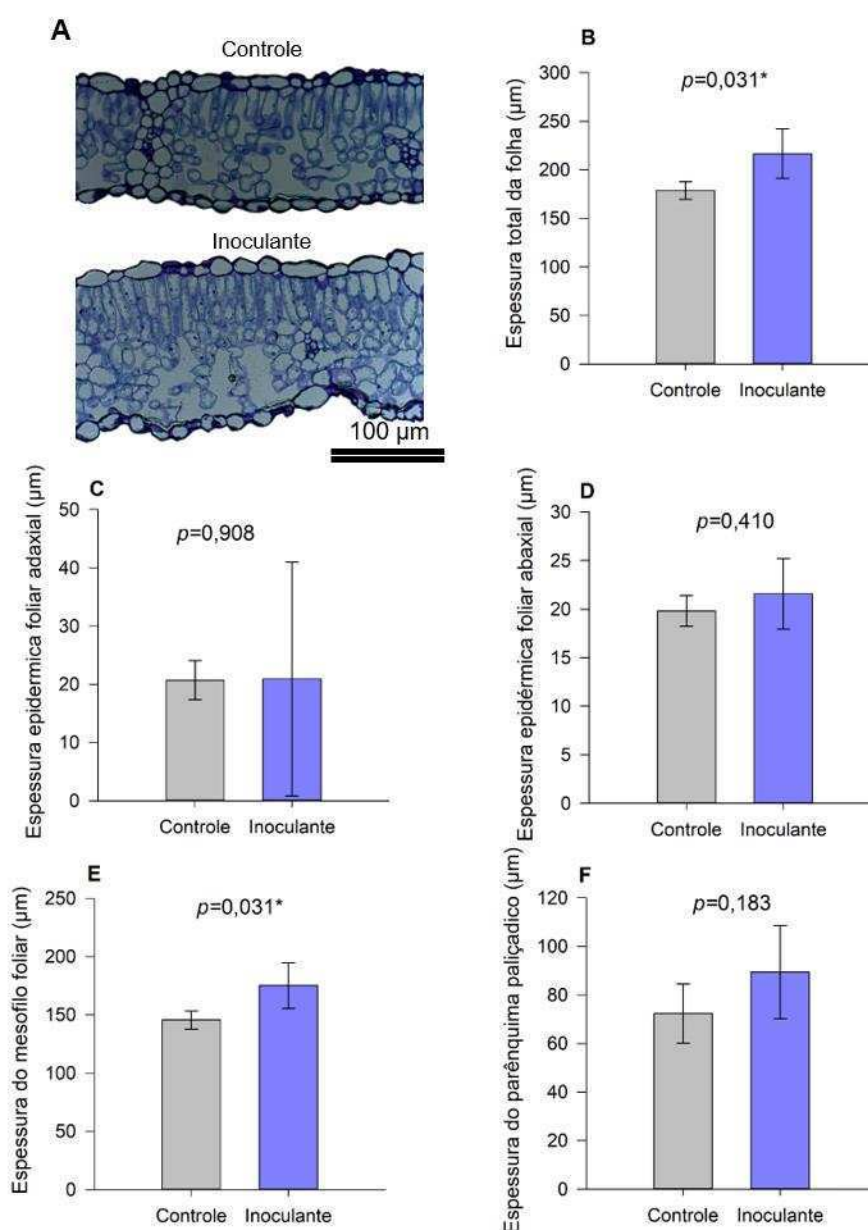 A
Controle
Inoculante
100 µm
B
p=0,031*
Espessura total da folha (µm)
300
250
200
150
100
50
0
Controle
Inoculante
C
p=0,908
Espessura epidermica foliar adaxial (µm)
50
40
30
20
10
0
Controle
Inoculante
D
p=0,410
Espessura epidérmica foliar abaxial (µm)
30
25
20
15
10
5
0
Controle
Inoculante
E
p=0,031*
Espessura do mesofilo foliar (µm)
250
200
150
100
50
0
Controle
Inoculante
F
p=0,183
Espessura do parênquima paliçadico (µm)
120
100
80
60
40
20
0
Controle
Inoculante